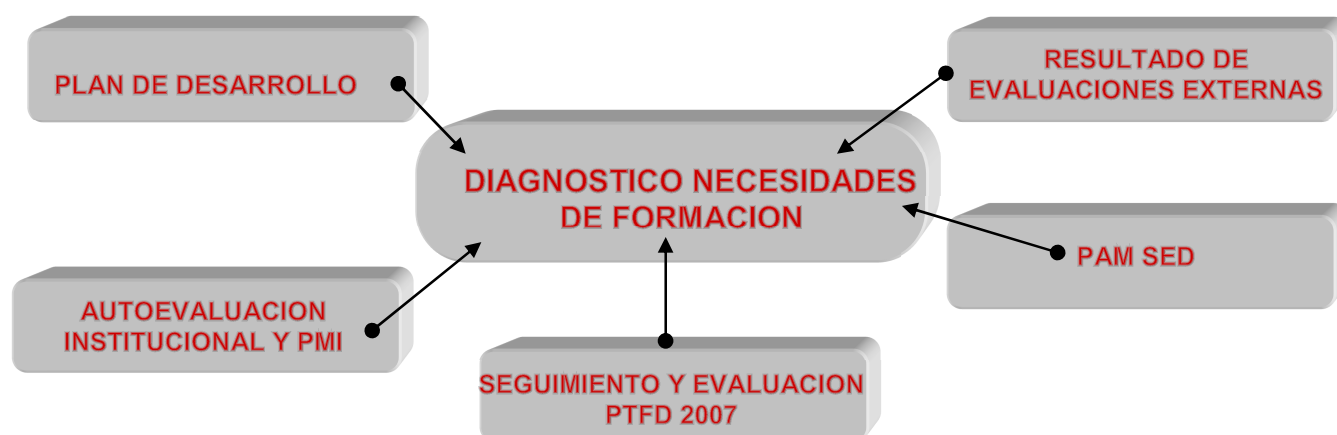 PLAN DE DESARROLLO
RESULTADO DE
EVALUACIONES EXTERNAS
DIAGNOSTICO NECESIDADES
DE FORMACION
PAM SED
AUTOEVALUACION
INSTITUCIONAL Y PMI
SEGUIMIENTO Y EVALUACION
PTFD 2007